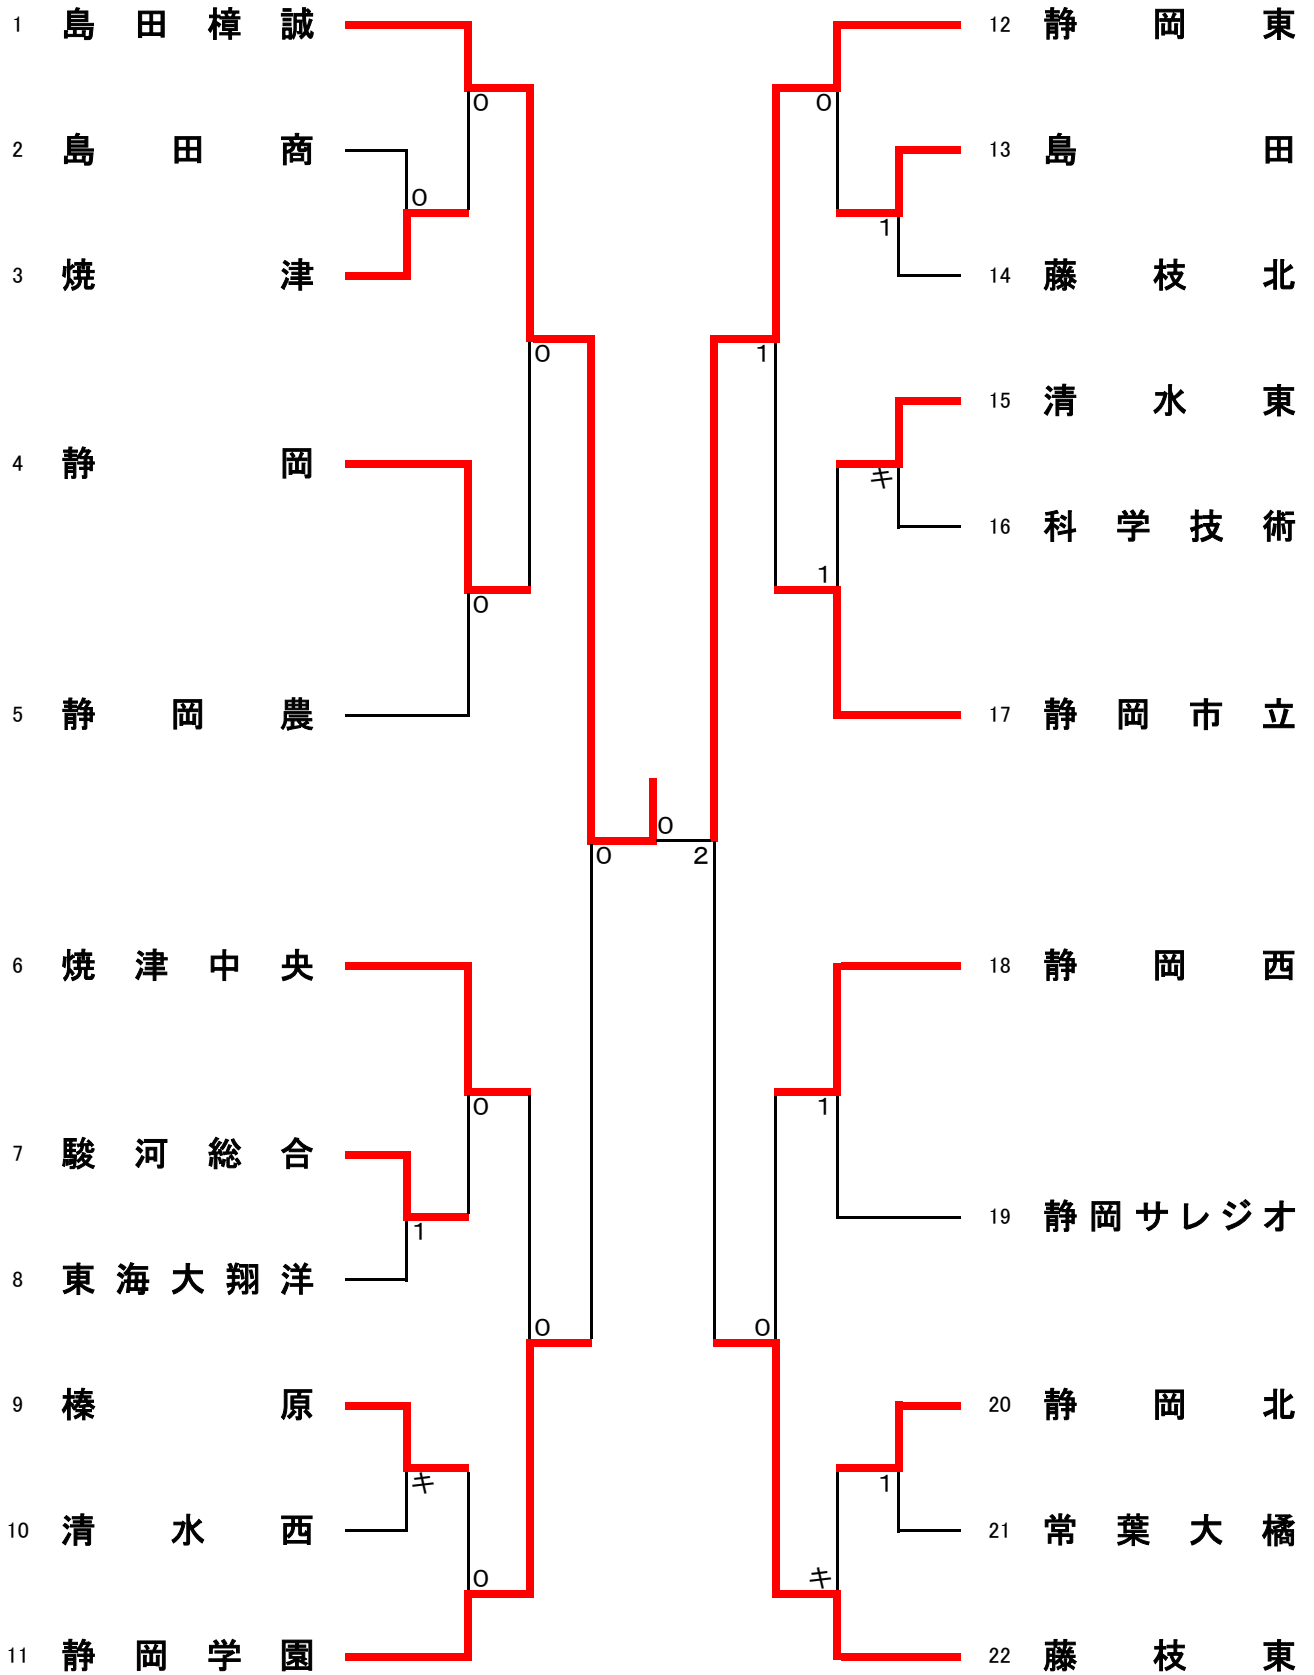 1 島田樟誠
0
2 島田商
0
3 焼津
0
4 静岡
0
5 静岡農
0
0
2
6 焼津中央
0
7 駿河総合
1
8 東海大翔洋
0
9 榛原
キ
10 清水西
0
11 静岡学園
12 静岡東
0
13 島田
1
14 藤枝北
1
15 清水東
キ
16 科学技術
1
17 静岡市立
18 静岡西
1
19 静岡サレジオ
0
20 静岡北
1
21 常葉大橘
キ
22 藤枝東